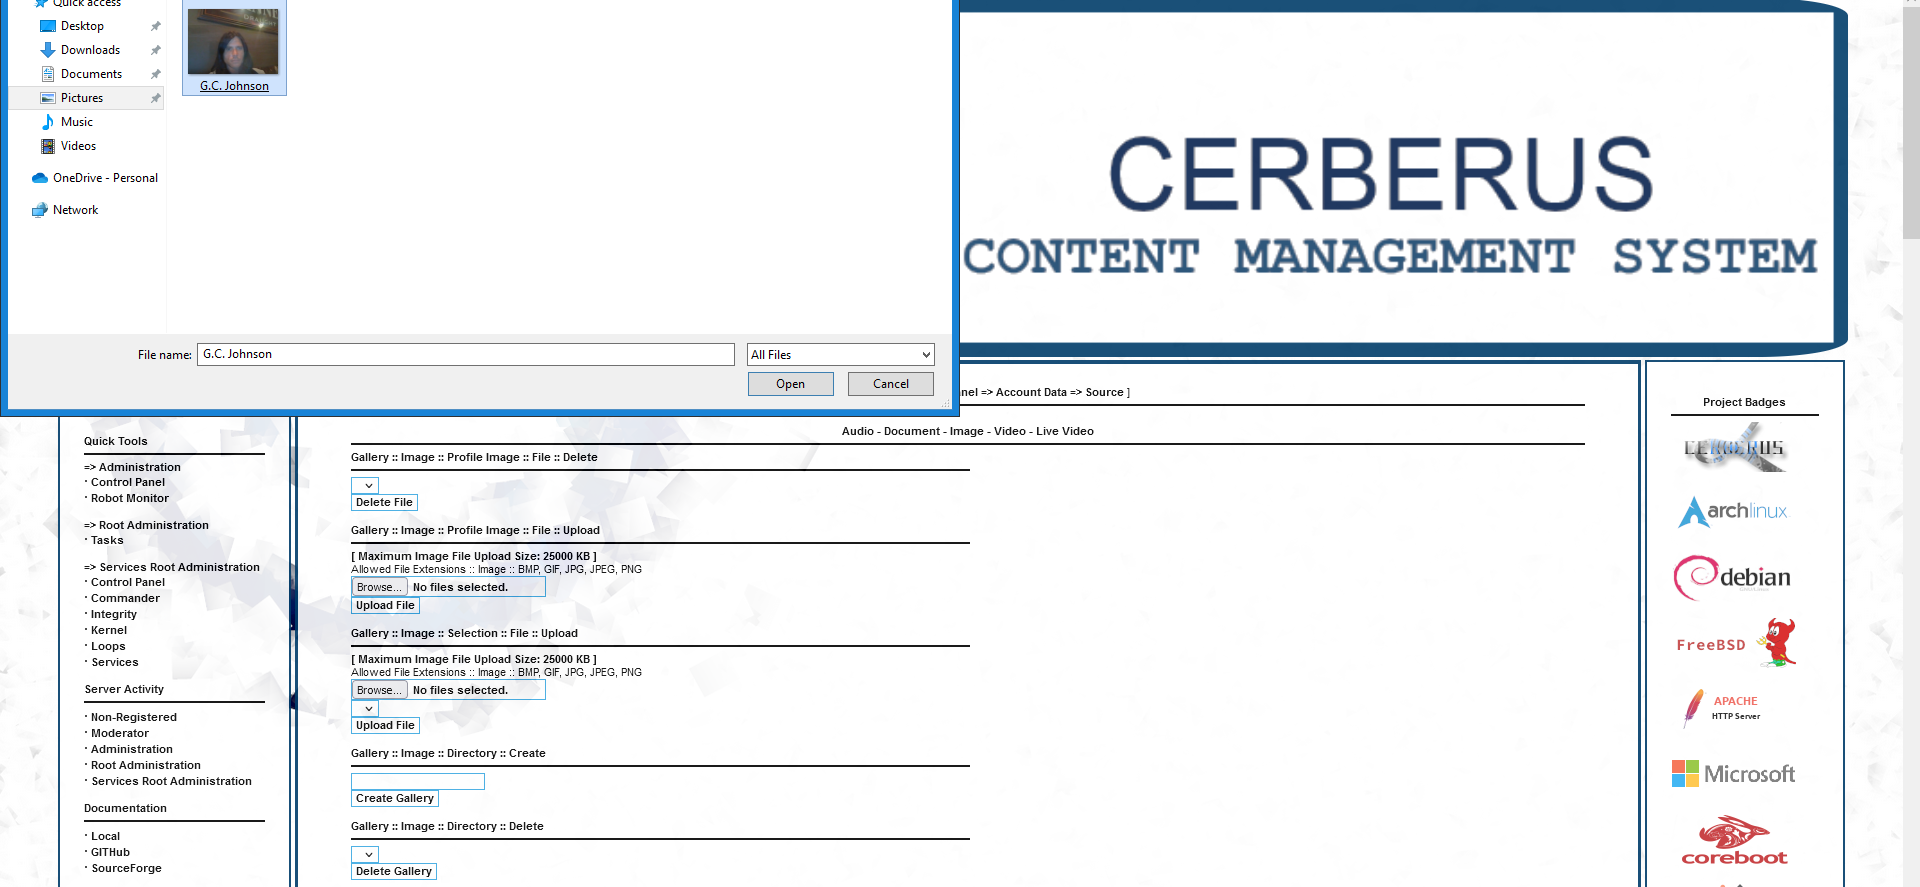 Quick access
Desktop
Downloads
Documents
Pictures
Music
Videos
OneDrive - Personal
Network
G.C. Johnson
File name: G.C. Johnson
All Files
Open Cancel
CERBERUS
CONTENT MANAGEMENT SYSTEM
nel => Account Data => Source ]
Audio - Document - Image - Video - Live Video
Quick Tools
=> Administration
· Control Panel
· Robot Monitor
=> Root Administration
· Tasks
=> Services Root Administration
· Control Panel
· Commander
· Integrity
· Kernel
· Loops
· Services
Server Activity
· Non-Registered
· Moderator
· Administration
· Root Administration
· Services Root Administration
Documentation
· Local
· GITHub
· SourceForge
Gallery :: Image :: Profile Image :: File :: Delete
Delete File
Gallery :: Image :: Profile Image :: File :: Upload
[ Maximum Image File Upload Size: 25000 KB ]
Allowed File Extensions :: Image :: BMP, GIF, JPG, JPEG, PNG
Browse... No files selected.
Upload File
Gallery :: Image :: Selection :: File :: Upload
[ Maximum Image File Upload Size: 25000 KB ]
Allowed File Extensions :: Image :: BMP, GIF, JPG, JPEG, PNG
Browse... No files selected.
Upload File
Gallery :: Image :: Directory :: Create
Create Gallery
Gallery :: Image :: Directory :: Delete
Delete Gallery
Project Badges
CERBERUS
archlinux
debian
FreeBSD
APACHE
HTTP Server
Microsoft
coreboot